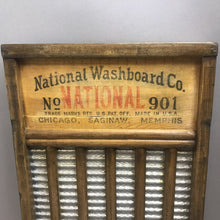 National Washboard Co.
No NATIONAL 901
TRADE MARKS REG. U.S. PAT. OFF. MADE IN U.S.A.
CHICAGO, SAGINAW, MEMPHIS